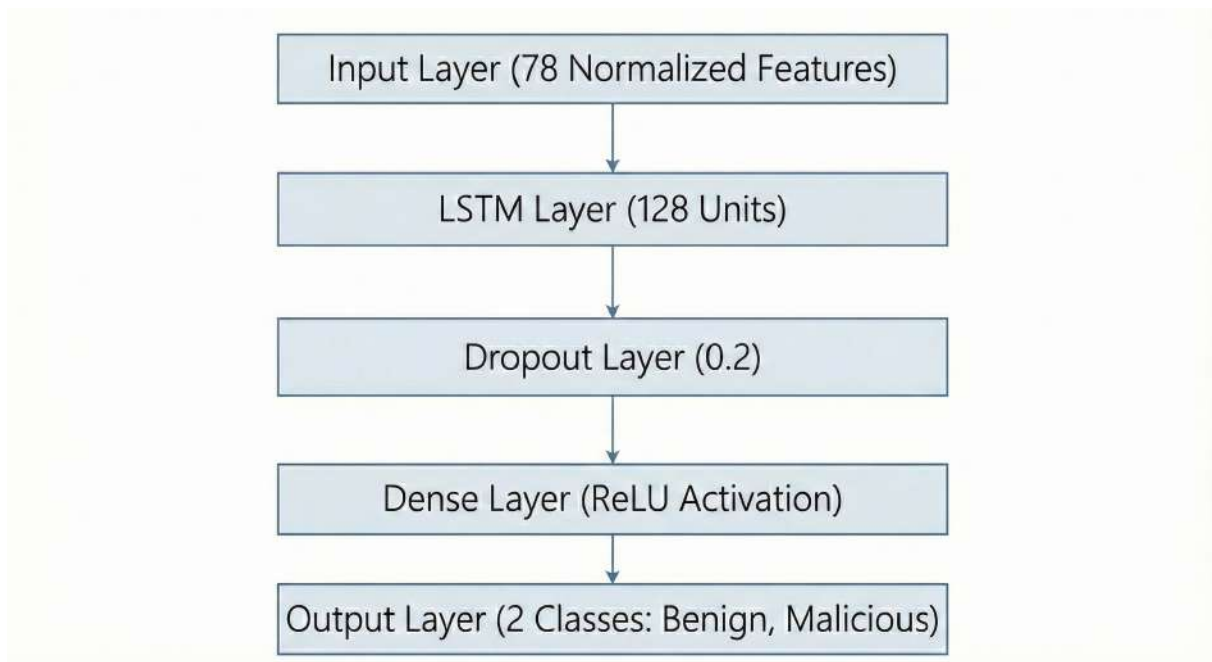 Input Layer (78 Normalized Features)
LSTM Layer (128 Units)
Dropout Layer (0.2)
Dense Layer (ReLU Activation)
Output Layer (2 Classes: Benign, Malicious)